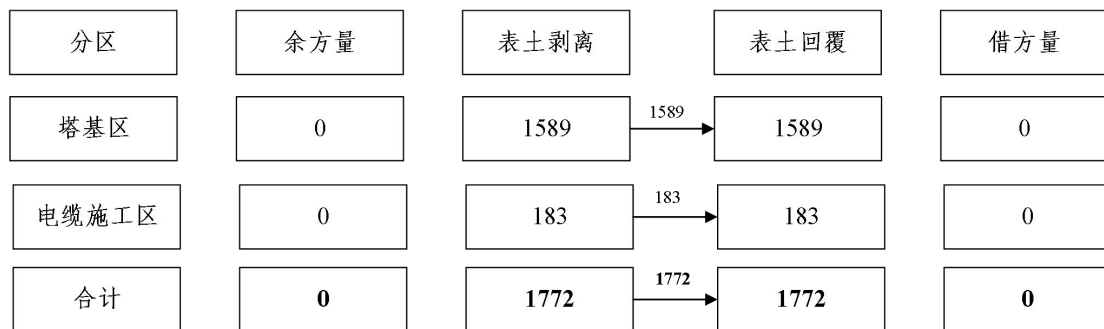 分区 余方量 表土剥离 表土回覆 借方量
塔基区 0 1589 1589 1589 0
电缆施工区 0 183 183 183 0
合计 0 1772 1772 1772 0